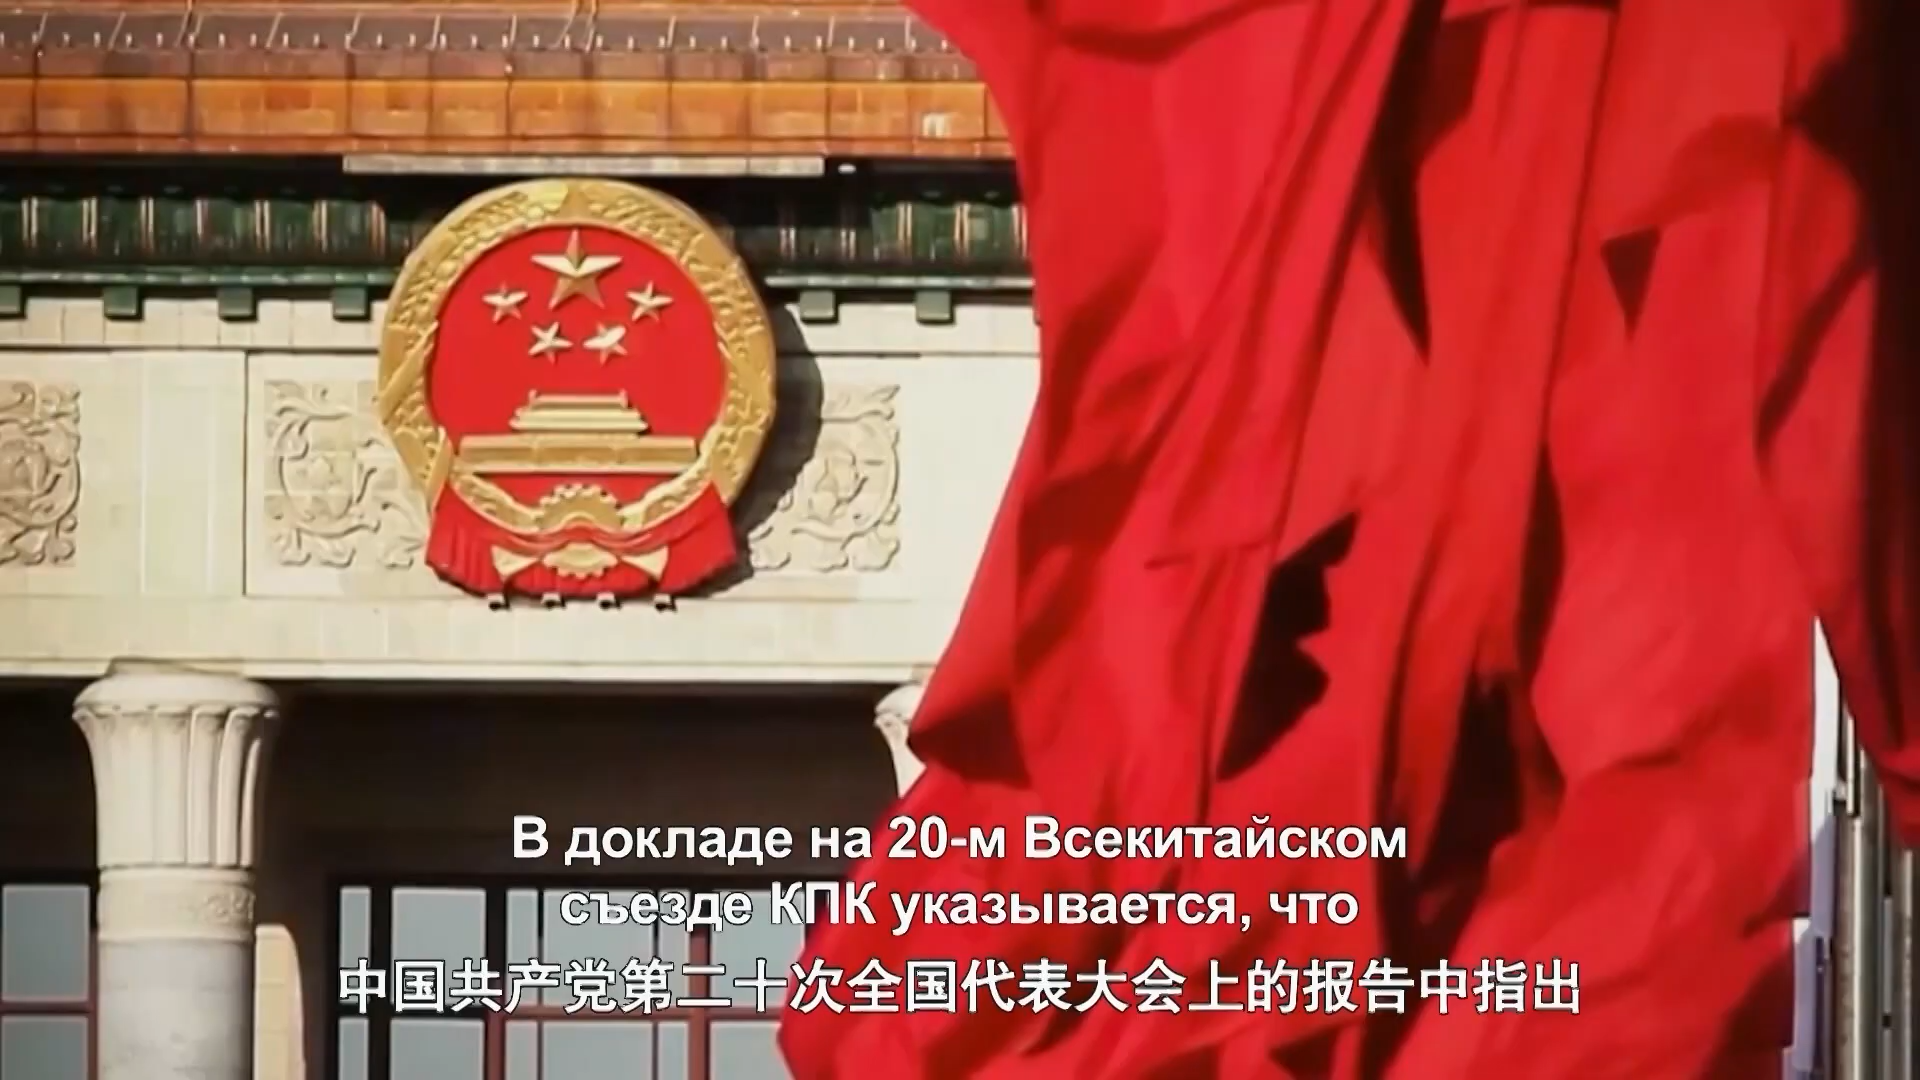 В докладе на 20-м Всекитайском
съезде КПК указывается, что
中国共产党第二十次全国代表大会上的报告中指出